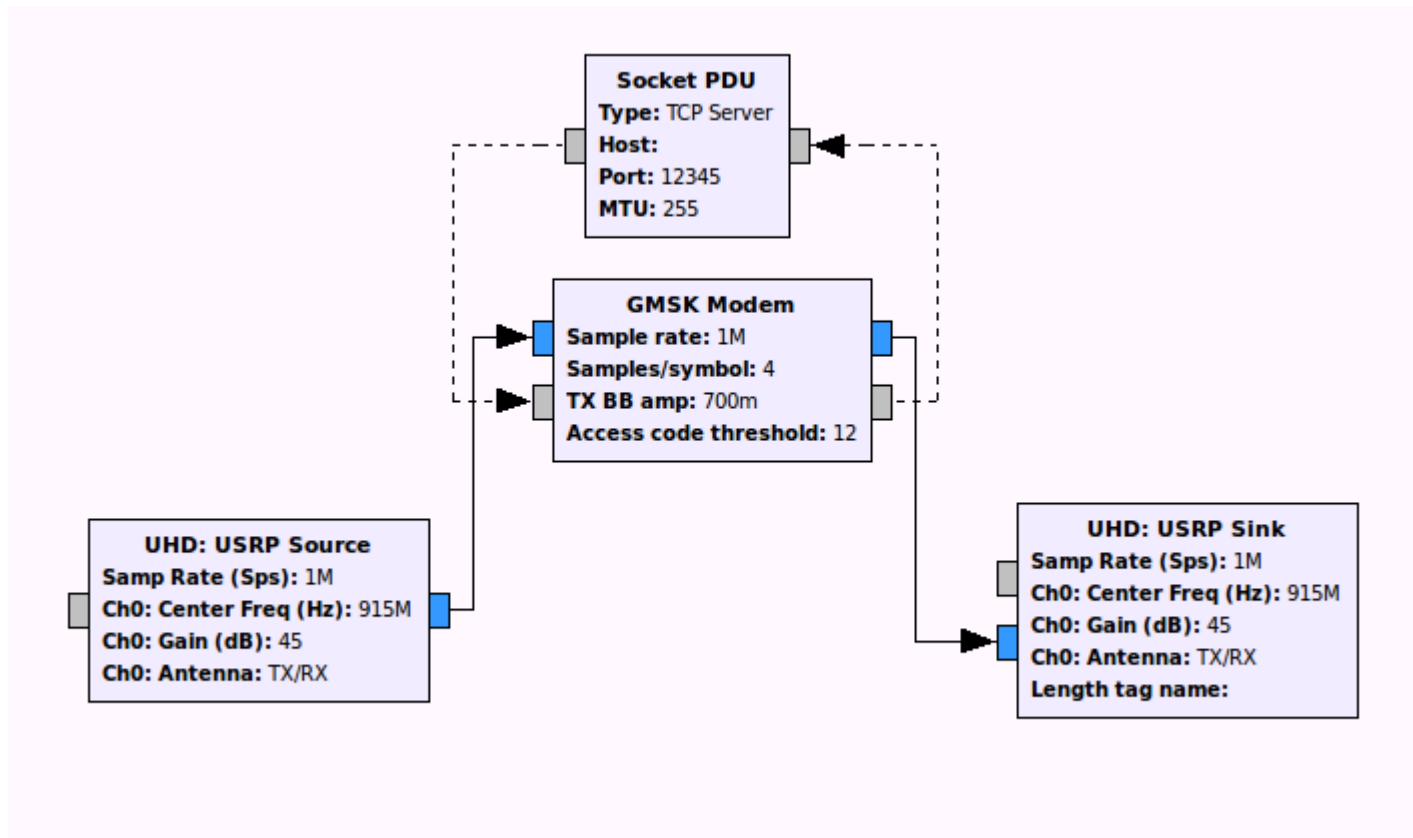 Socket PDU
Type: TCP Server
Host:
Port: 12345
MTU: 255
GMSK Modem
Sample rate: 1M
Samples/symbol: 4
TX BB amp: 700m
Access code threshold: 12
UHD: USRP Source
Samp Rate (Sps): 1M
Ch0: Center Freq (Hz): 915M
Ch0: Gain (dB): 45
Ch0: Antenna: TX/RX
UHD: USRP Sink
Samp Rate (Sps): 1M
Ch0: Center Freq (Hz): 915M
Ch0: Gain (dB): 45
Ch0: Antenna: TX/RX
Length tag name: